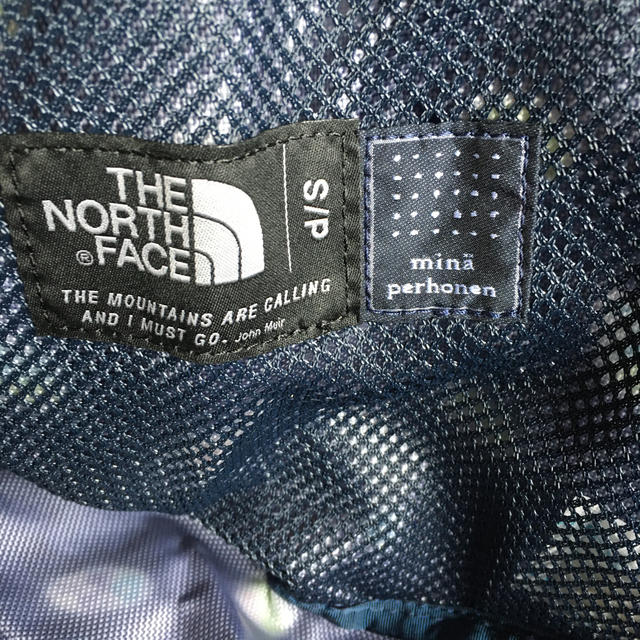 THE
NORTH
FACE
®
S/P
THE MOUNTAINS ARE CALLING
AND I MUST GO. John Muir
minä
perhonen